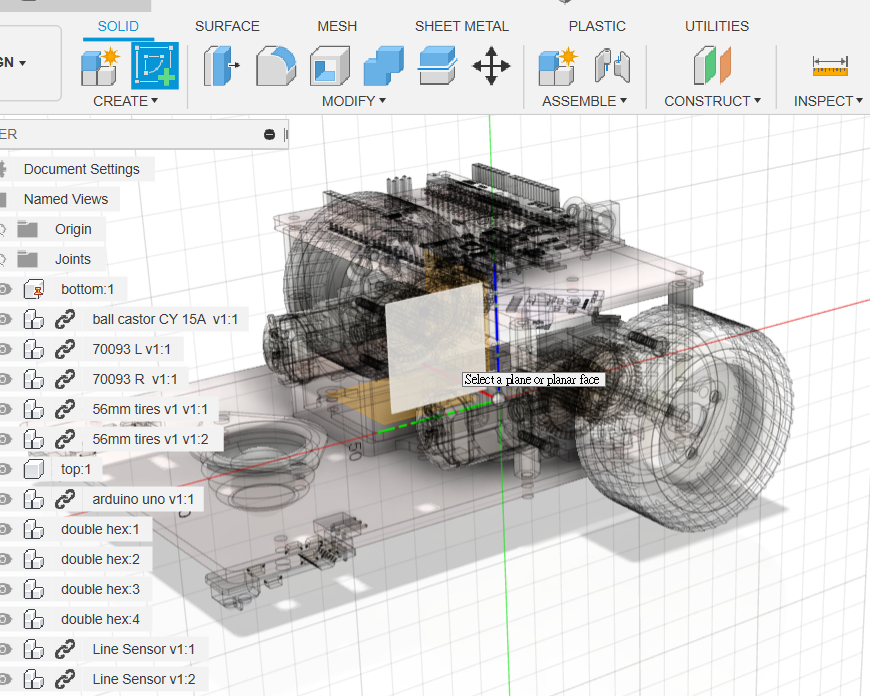 SOLID SURFACE MESH SHEET METAL PLASTIC UTILITIES
GN
CREATE MODIFY ASSEMBLE CONSTRUCT INSPECT
ER
Document Settings
Named Views
Origin
Joints
bottom:1
ball castor CY 15A v1:1
70093 L v1:1
70093 R v1:1
56mm tires v1 v1:1
Select a plane or planar face
56mm tires v1 v1:2
50
top:1
arduino uno v1:1
0
double hex:1
double hex:2
double hex:3
double hex:4
Line Sensor v1:1
Line Sensor v1:2